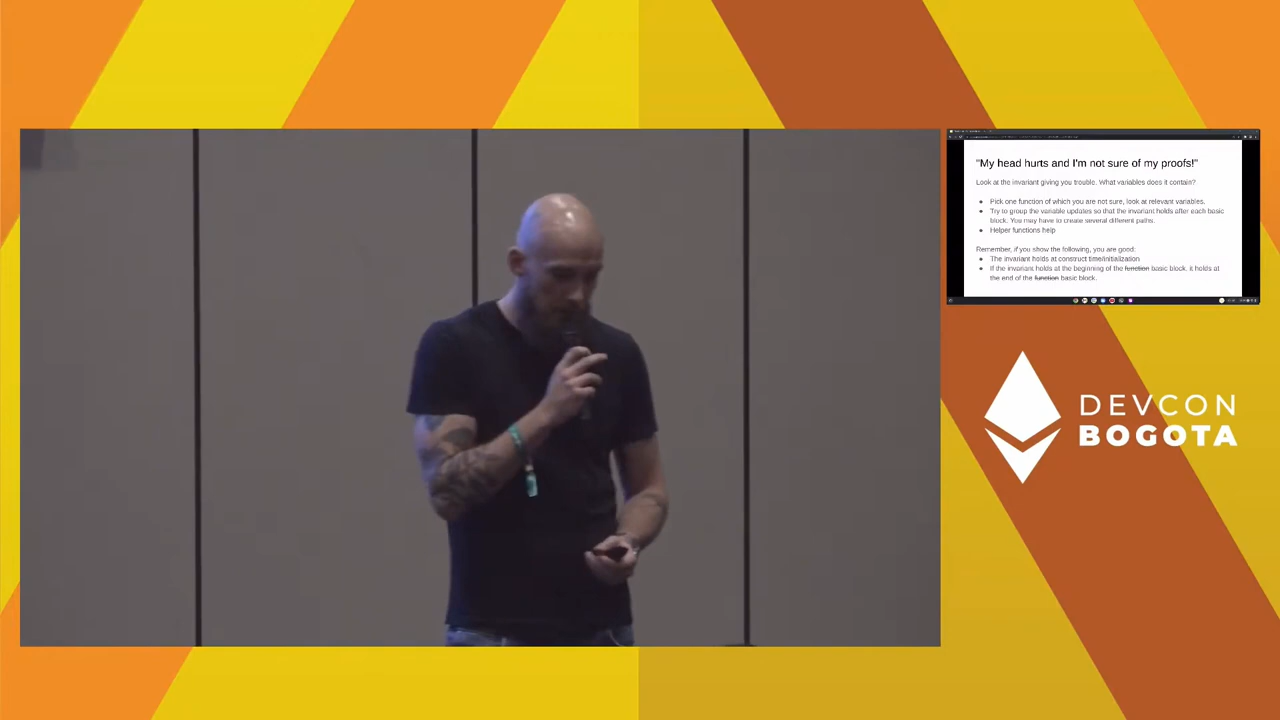 "My head hurts and I'm not sure of my proofs!"
Look at the invariant giving you trouble. What variables does it contain?
● Pick one function of which you are not sure, look at relevant variables.
● Try to group the variable updates so that the invariant holds after each basic
block. You may have to create several different paths.
● Helper functions help
Remember, if you show the following, you are good:
● The invariant holds at construct time/initialization
● If the invariant holds at the beginning of the function basic block, it holds at
the end of the function basic block.
DEVCON
BOGOTA